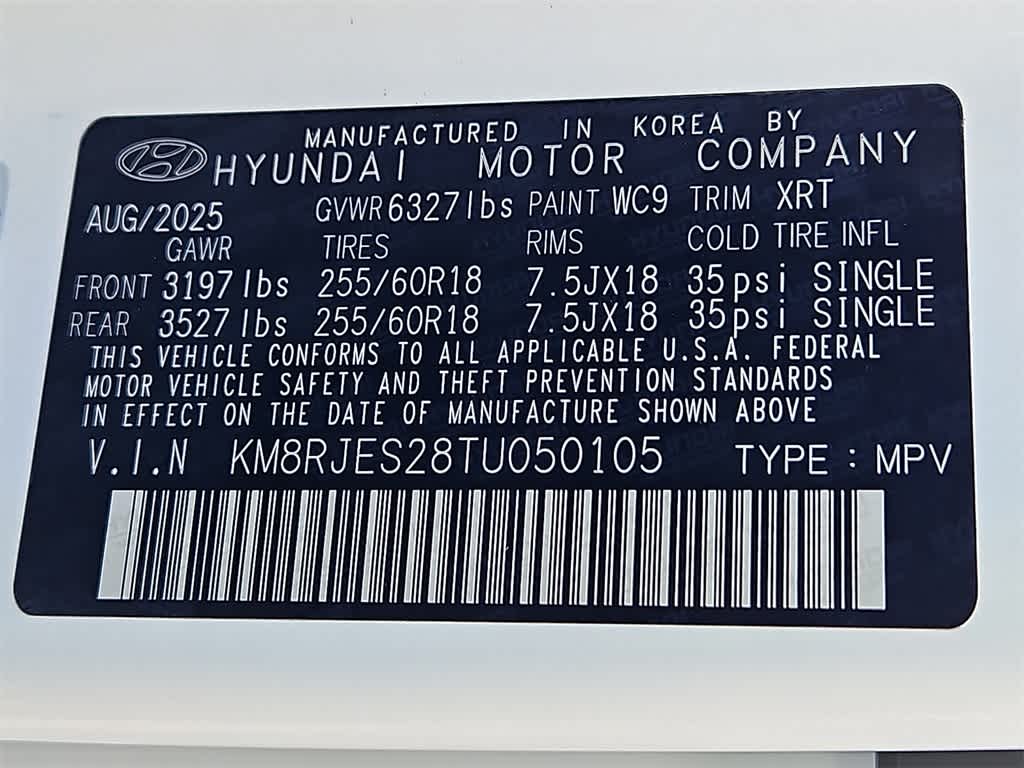 MANUFACTURED IN KOREA BY
HYUNDAI MOTOR COMPANY
AUG/2025 GVWR 6327lbs PAINT WC9 TRIM XRT
GAWR TIRES RIMS COLD TIRE INFL
FRONT 3197lbs 255/60R18 7.5JX18 35psi SINGLE
REAR 3527lbs 255/60R18 7.5JX18 35psi SINGLE
THIS VEHICLE CONFORMS TO ALL APPLICABLE U.S.A. FEDERAL
MOTOR VEHICLE SAFETY AND THEFT PREVENTION STANDARDS
IN EFFECT ON THE DATE OF MANUFACTURE SHOWN ABOVE
V.I.N KM8RJES28TU050105 TYPE : MPV